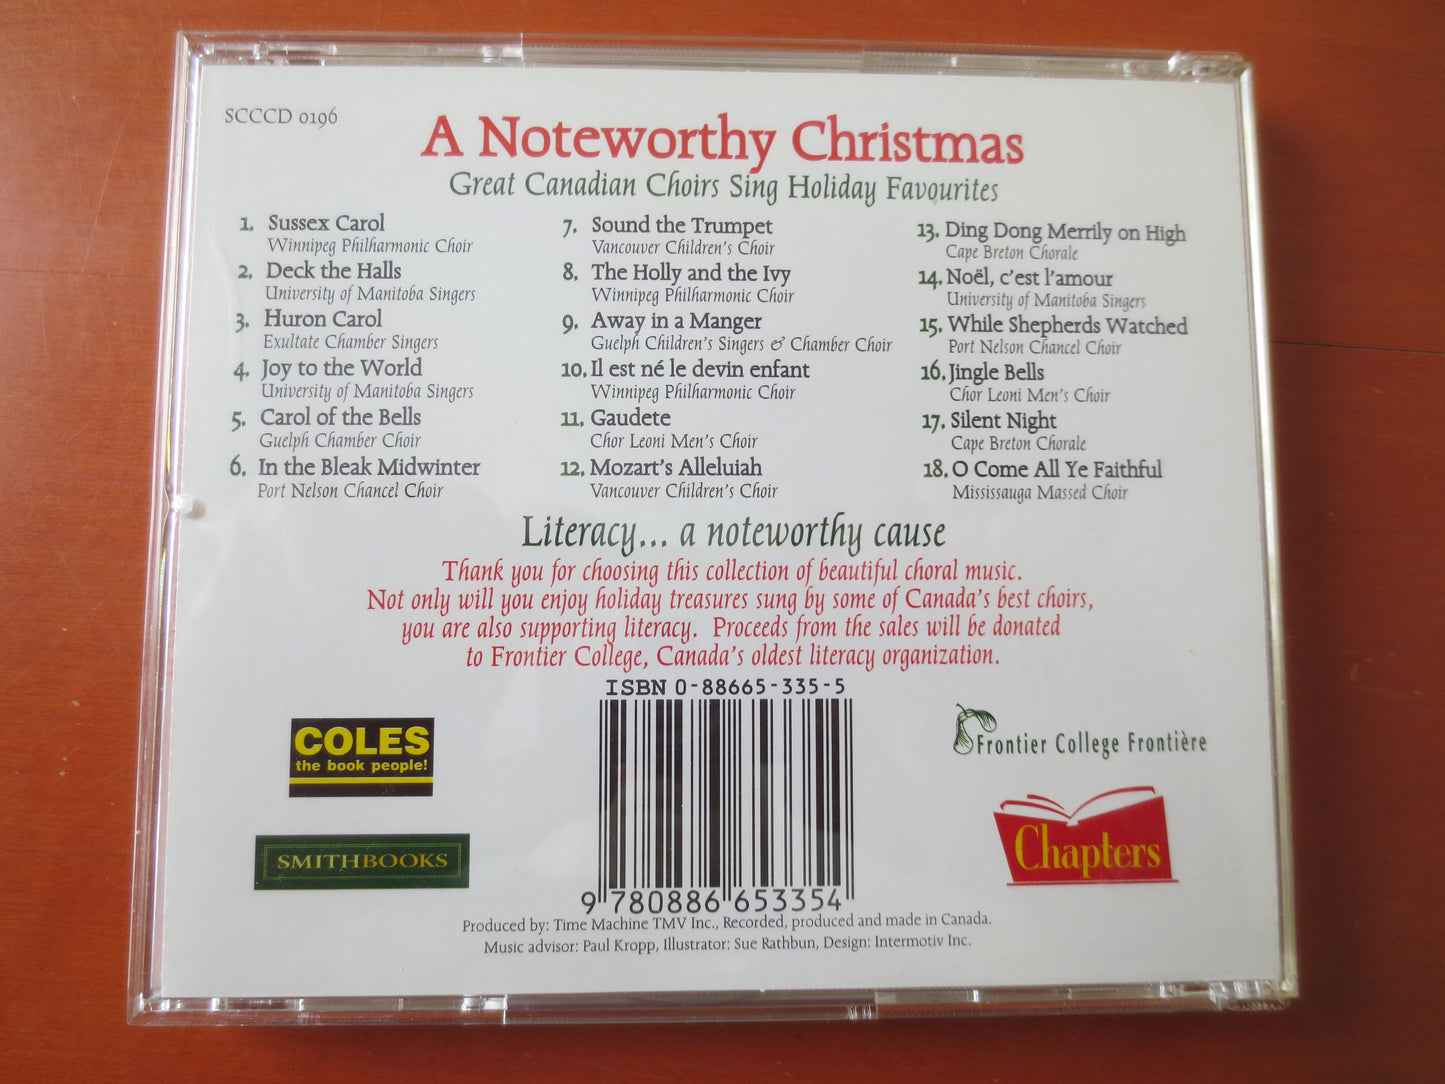 SCCCD 0196
A Noteworthy Christmas
Great Canadian Choirs Sing Holiday Favourites
1. Sussex Carol
Winnipeg Philharmonic Choir
2. Deck the Halls
University of Manitoba Singers
3. Huron Carol
Exultate Chamber Singers
4. Joy to the World
University of Manitoba Singers
5. Carol of the Bells
Guelph Chamber Choir
6. In the Bleak Midwinter
Port Nelson Chancel Choir
7. Sound the Trumpet
Vancouver Children's Choir
8. The Holly and the Ivy
Winnipeg Philharmonic Choir
9. Away in a Manger
Guelph Children's Singers & Chamber Choir
10. Il est né le devin enfant
Winnipeg Philharmonic Choir
11. Gaudete
Chor Leoni Men's Choir
12. Mozart's Alleluiah
Vancouver Children's Choir
13. Ding Dong Merrily on High
Cape Breton Chorale
14. Noël, c'est l'amour
University of Manitoba Singers
15. While Shepherds Watched
Port Nelson Chancel Choir
16. Jingle Bells
Chor Leoni Men's Choir
17. Silent Night
Cape Breton Chorale
18. O Come All Ye Faithful
Mississauga Massed Choir
Literacy... a noteworthy cause
Thank you for choosing this collection of beautiful choral music.
Not only will you enjoy holiday treasures sung by some of Canada's best choirs,
you are also supporting literacy. Proceeds from the sales will be donated
to Frontier College, Canada's oldest literacy organization.
ISBN 0-88665-335-5
COLES
the book people!
SMITHBOOKS
Frontier College Frontière
Chapters
9 780886 653354
Produced by: Time Machine TMV Inc., Recorded, produced and made in Canada.
Music advisor: Paul Kropp, Illustrator: Sue Rathbun, Design: Intermotiv Inc.